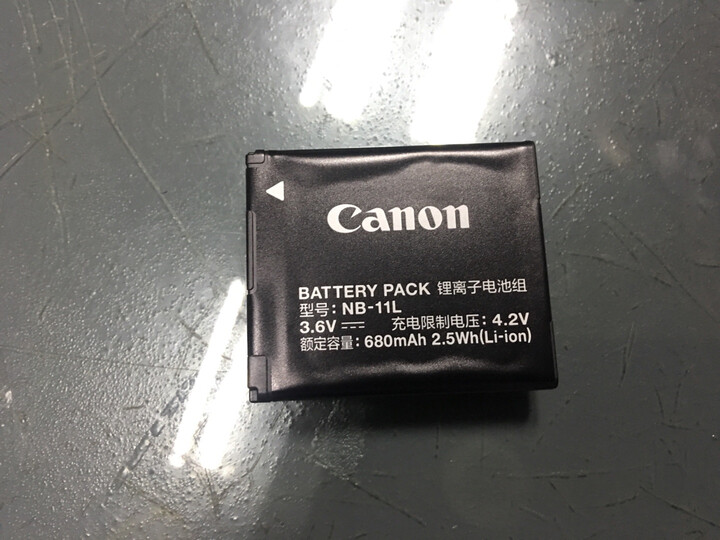 Canon
BATTERY PACK 锂离子电池组
型号: NB-11L
3.6V 充电限制电压: 4.2V
额定容量: 680mAh 2.5Wh(Li-ion)